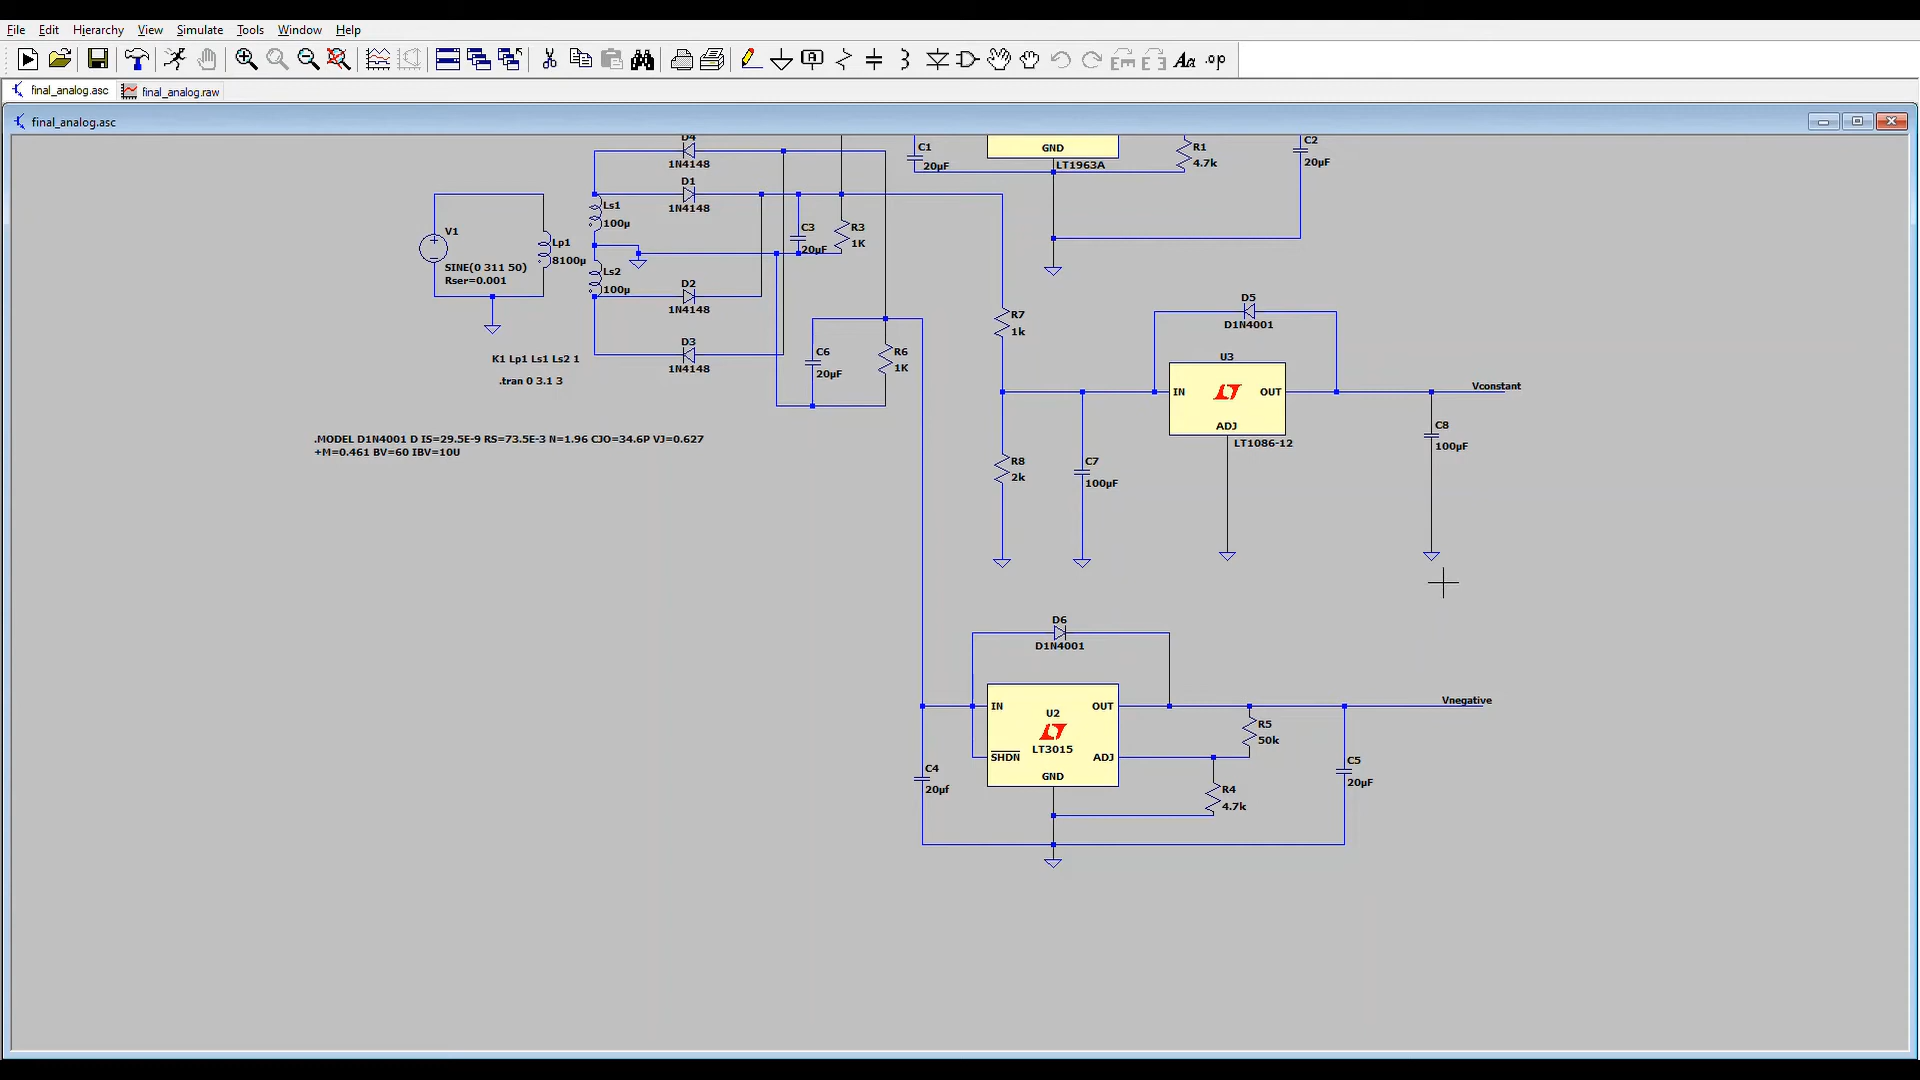 File Edit Hierarchy View Simulate Tools Window Help
A Aa .op
final_analog.asc final_analog.raw
final_analog.asc
D4
1N4148
D1
1N4148
C1
20µF
GND
LT1963A
R1
4.7k
C2
20µF
V1
SINE(0 311 50)
Rser=0.001
Lp1
8100µ
Ls1
100µ
Ls2
100µ
C3
20µF
R3
1K
D2
1N4148
D3
1N4148
K1 Lp1 Ls1 Ls2 1
.tran 0 3.1 3
C6
20µF
R6
1K
.MODEL D1N4001 D IS=29.5E-9 RS=73.5E-3 N=1.96 CJO=34.6P VJ=0.627
+M=0.461 BV=60 IBV=10U
R7
1k
R8
2k
C7
100µF
D5
D1N4001
U3
IN OUT
ADJ
LT1086-12
Vconstant
C8
100µF
D6
D1N4001
IN OUT
U2
LT3015
SHDN ADJ
GND
C4
20µf
R5
50k
R4
4.7k
C5
20µF
Vnegative